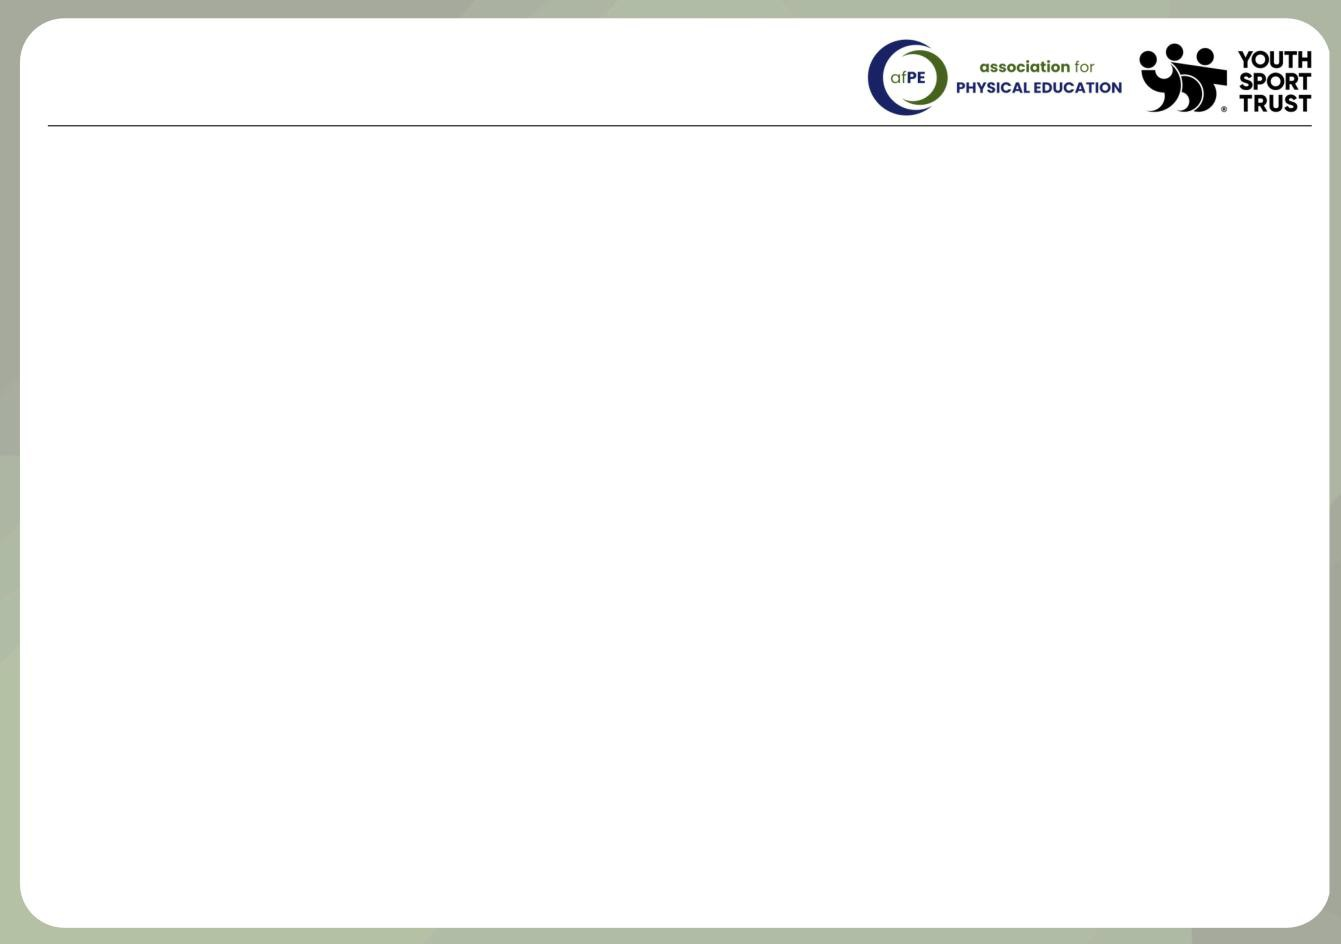 afPE
association for
PHYSICAL EDUCATION
YOUTH
SPORT
TRUST
®